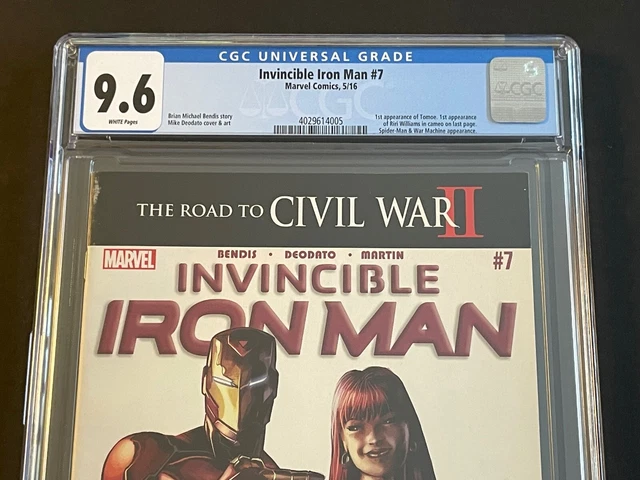 CGC UNIVERSAL GRADE
9.6
WHITE Pages
Invincible Iron Man #7
Marvel Comics, 5/16
Brian Michael Bendis story
Mike Deodato cover & art
4029614005
1st appearance of Tomoe. 1st appearance
of Riri Williams in cameo on last page.
Spider-Man & War Machine appearance.
CGC
CGC
THE ROAD TO CIVIL WAR II
MARVEL
BENDIS • DEODATO • MARTIN
#7
INVINCIBLE
IRON MAN